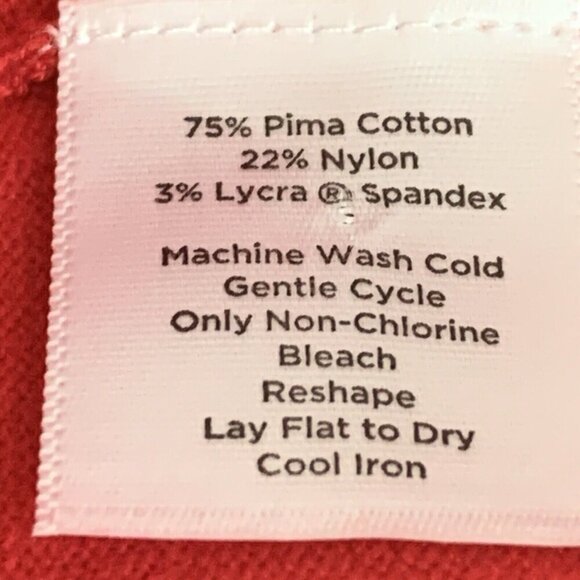 75% Pima Cotton
22% Nylon
3% Lycra ® Spandex
Machine Wash Cold
Gentle Cycle
Only Non-Chlorine
Bleach
Reshape
Lay Flat to Dry
Cool Iron